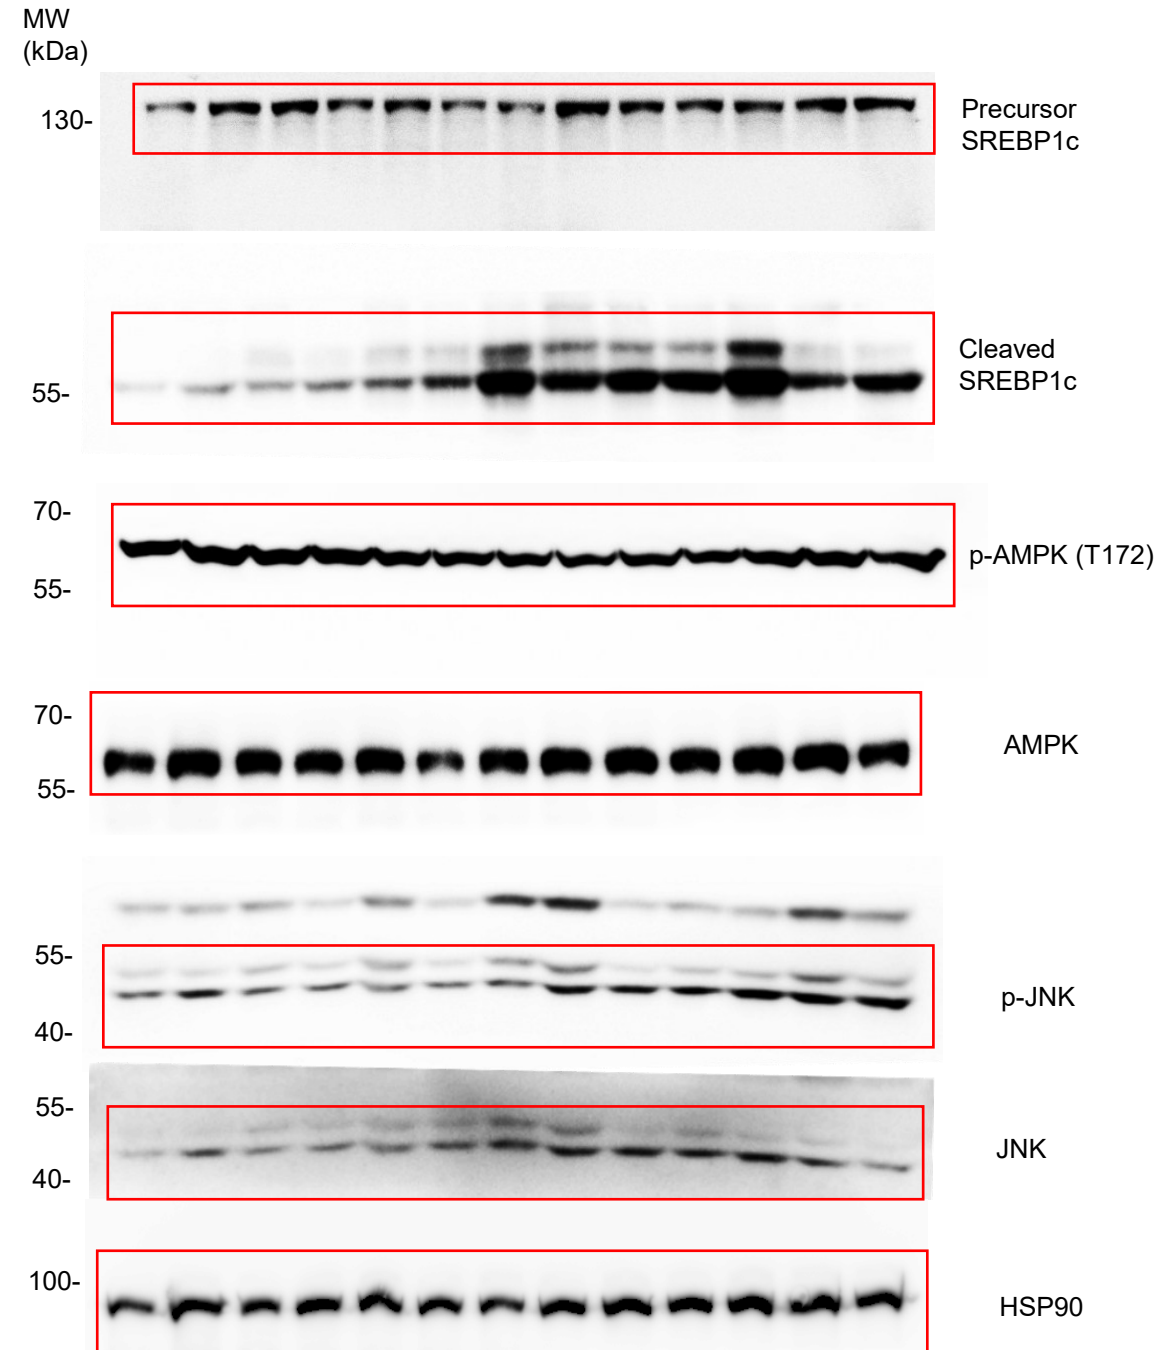 MW
(kDa)
130-
Precursor
SREBP1c
Cleaved
SREBP1c
55-
70-
p-AMPK (T172)
55-
70-
AMPK
55-
55-
p-JNK
40-
55-
JNK
40-
100-
HSP90